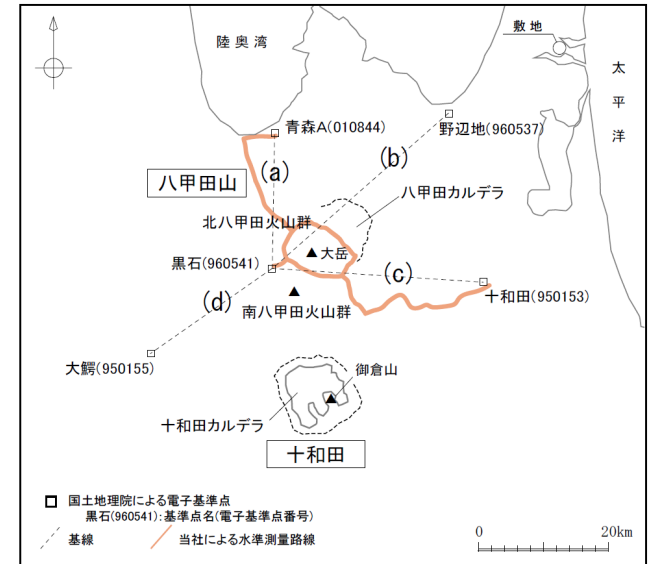 敷地
陸奥湾
太平洋
青森A(010844)
野辺地(960537)
(a)
(b)
八甲田山
八甲田カルデラ
北八甲田火山群
▲大岳
黒石(960541)
(c)
(d)
十和田(950153)
▲
南八甲田火山群
大鰐(950155)
御倉山
▲
十和田カルデラ
十和田
国土地理院による電子基準点
黒石(960541):基準点名(電子基準点番号)
基線
当社による水準測量路線
0 20km